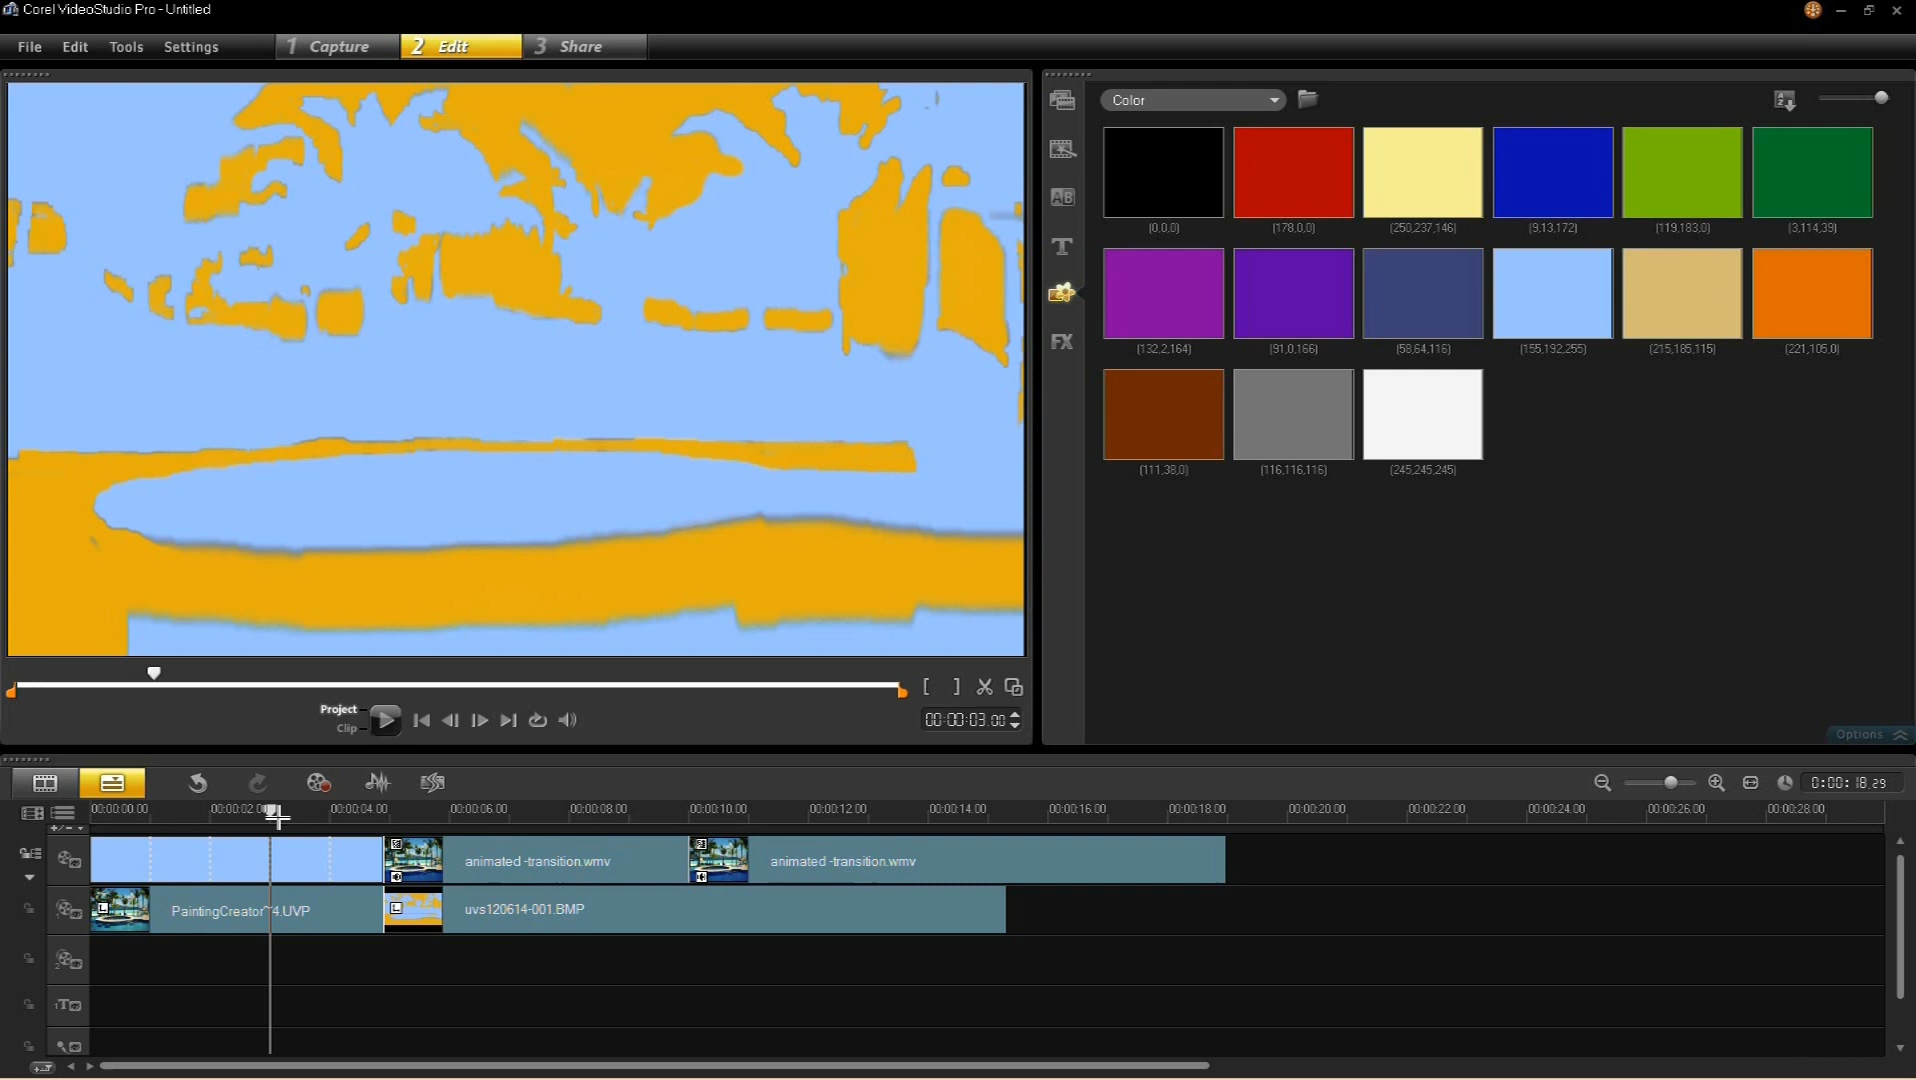 Corel VideoStudio Pro - Untitled
File Edit Tools Settings 1 Capture 2 Edit 3 Share
Color
(0,0,0) (178,0,0) (250,237,146) (9,13,172) (119,183,0) (3,114,39)
(132,2,164) (91,0,166) (58,64,116) (155,192,255) (215,185,115) (221,105,0)
(111,38,0) (116,116,116) (245,245,245)
AB
T
FX
Project
Clip
[ ] 00:00:03.00
Options
0:00:18.29
00:00:00.00 00:00:02. 00:00:04.00 00:00:06.00 00:00:08.00 00:00:10.00 00:00:12.00 00:00:14.00 00:00:16.00 00:00:18.00 00:00:20.00 00:00:22.00 00:00:24.00 00:00:26.00 00:00:28.00
animated -transition.wmv animated -transition.wmv
PaintingCreator~4.UVP uvs120614-001.BMP
1
2
1T